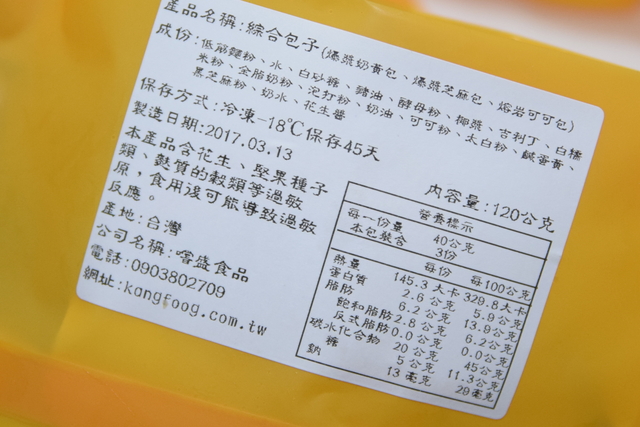 產品名稱:綜合包子(爆漿奶黃包、爆漿芝麻包、熔岩可可包)
成份:低筋麵粉、水、白砂糖、豬油、酵母粉、椰漿、吉利丁、白糯
米粉、全脂奶粉、泡打粉、奶油、可可粉、太白粉、鹹蛋黃、
黑芝麻粉、奶水、花生醬
保存方式:冷凍-18℃保存45天
製造日期:2017.03.13
本產品含花生、堅果種子
類、麩質的穀類等過敏
原,食用後可能導致過敏
反應。
產地:台灣
公司名稱:嚐盛食品
電話:0903802709
網址:kangfoog.com.tw
內容量:120公克
營養標示
每一份量 40公克
本包裝含 3份
每份 每100公克
熱量 145.3大卡 329.8大卡
蛋白質 2.6公克 5.9公克
脂肪 6.2公克 13.9公克
飽和脂肪 2.8公克 6.2公克
反式脂肪 0.0公克 0.0公克
碳水化合物 20公克 45公克
糖 5公克 11.3公克
鈉 13毫克 29毫克